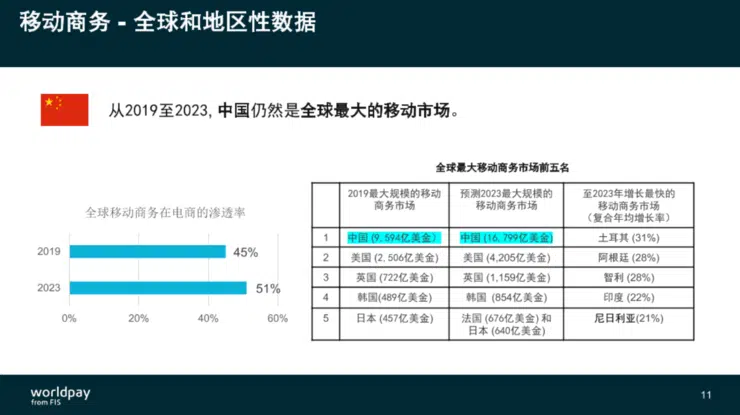 移动商务 - 全球和地区性数据
从2019至2023, 中国仍然是全球最大的移动市场。
全球移动商务在电商的渗透率
2019
45%
2023
51%
0%
20%
40%
60%
全球最大移动商务市场前五名
2019最大规模的移动
商务市场
预测2023最大规模的
移动商务市场
至2023年增长最快的
移动商务市场
（复合年均增长率）
1
中国 (9,594亿美金）
中国 (16,799亿美金)
土耳其 (31%)
2
美国 (2,506亿美金)
美国 (4,205亿美金)
阿根廷 (28%)
3
英国 (722亿美金)
英国 (1,159亿美金)
智利 (28%)
4
韩国(489亿美金)
韩国 (854亿美金)
印度 (22%)
5
日本 (457亿美金)
法国 (676亿美金) 和
日本 (640亿美金)
尼日利亚(21%)
worldpay
from FIS
11